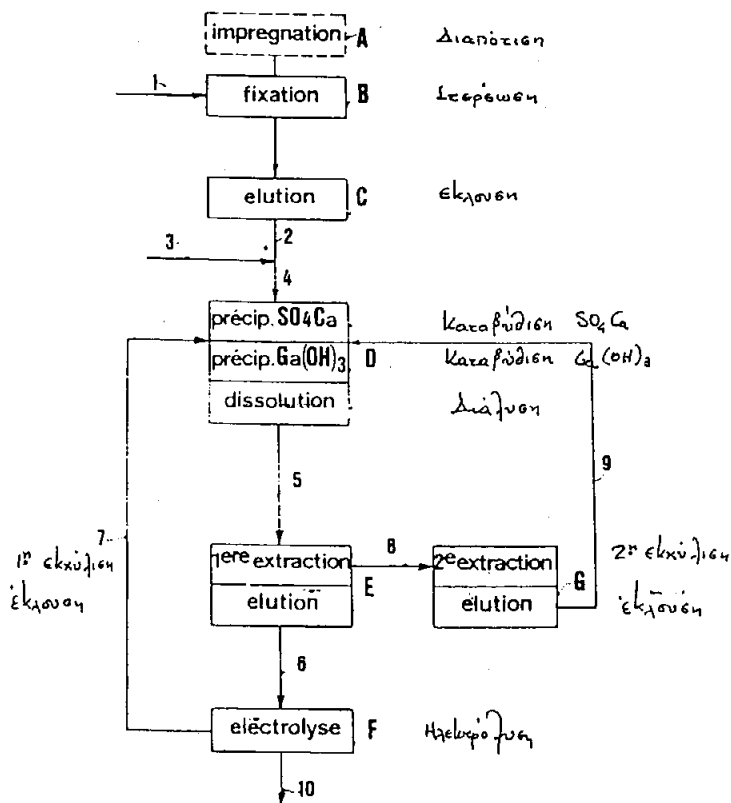 impregnation A Διαπότιση
1 fixation B Στερέωση
elution C έκλουση
2
3
4
précip. SO4Ca Καταβύθιση SO4Ca
précip. Ga(OH)3 D Καταβύθιση Ga(OH)3
dissolution Διάλυση
5 9
7 1ere extraction 8 2e extraction 2η εκχύλιση
1η εκχύλιση E G
έκλουση elution elution έκλουση
6
électrolyse F Ηλεκτρόλυση
10